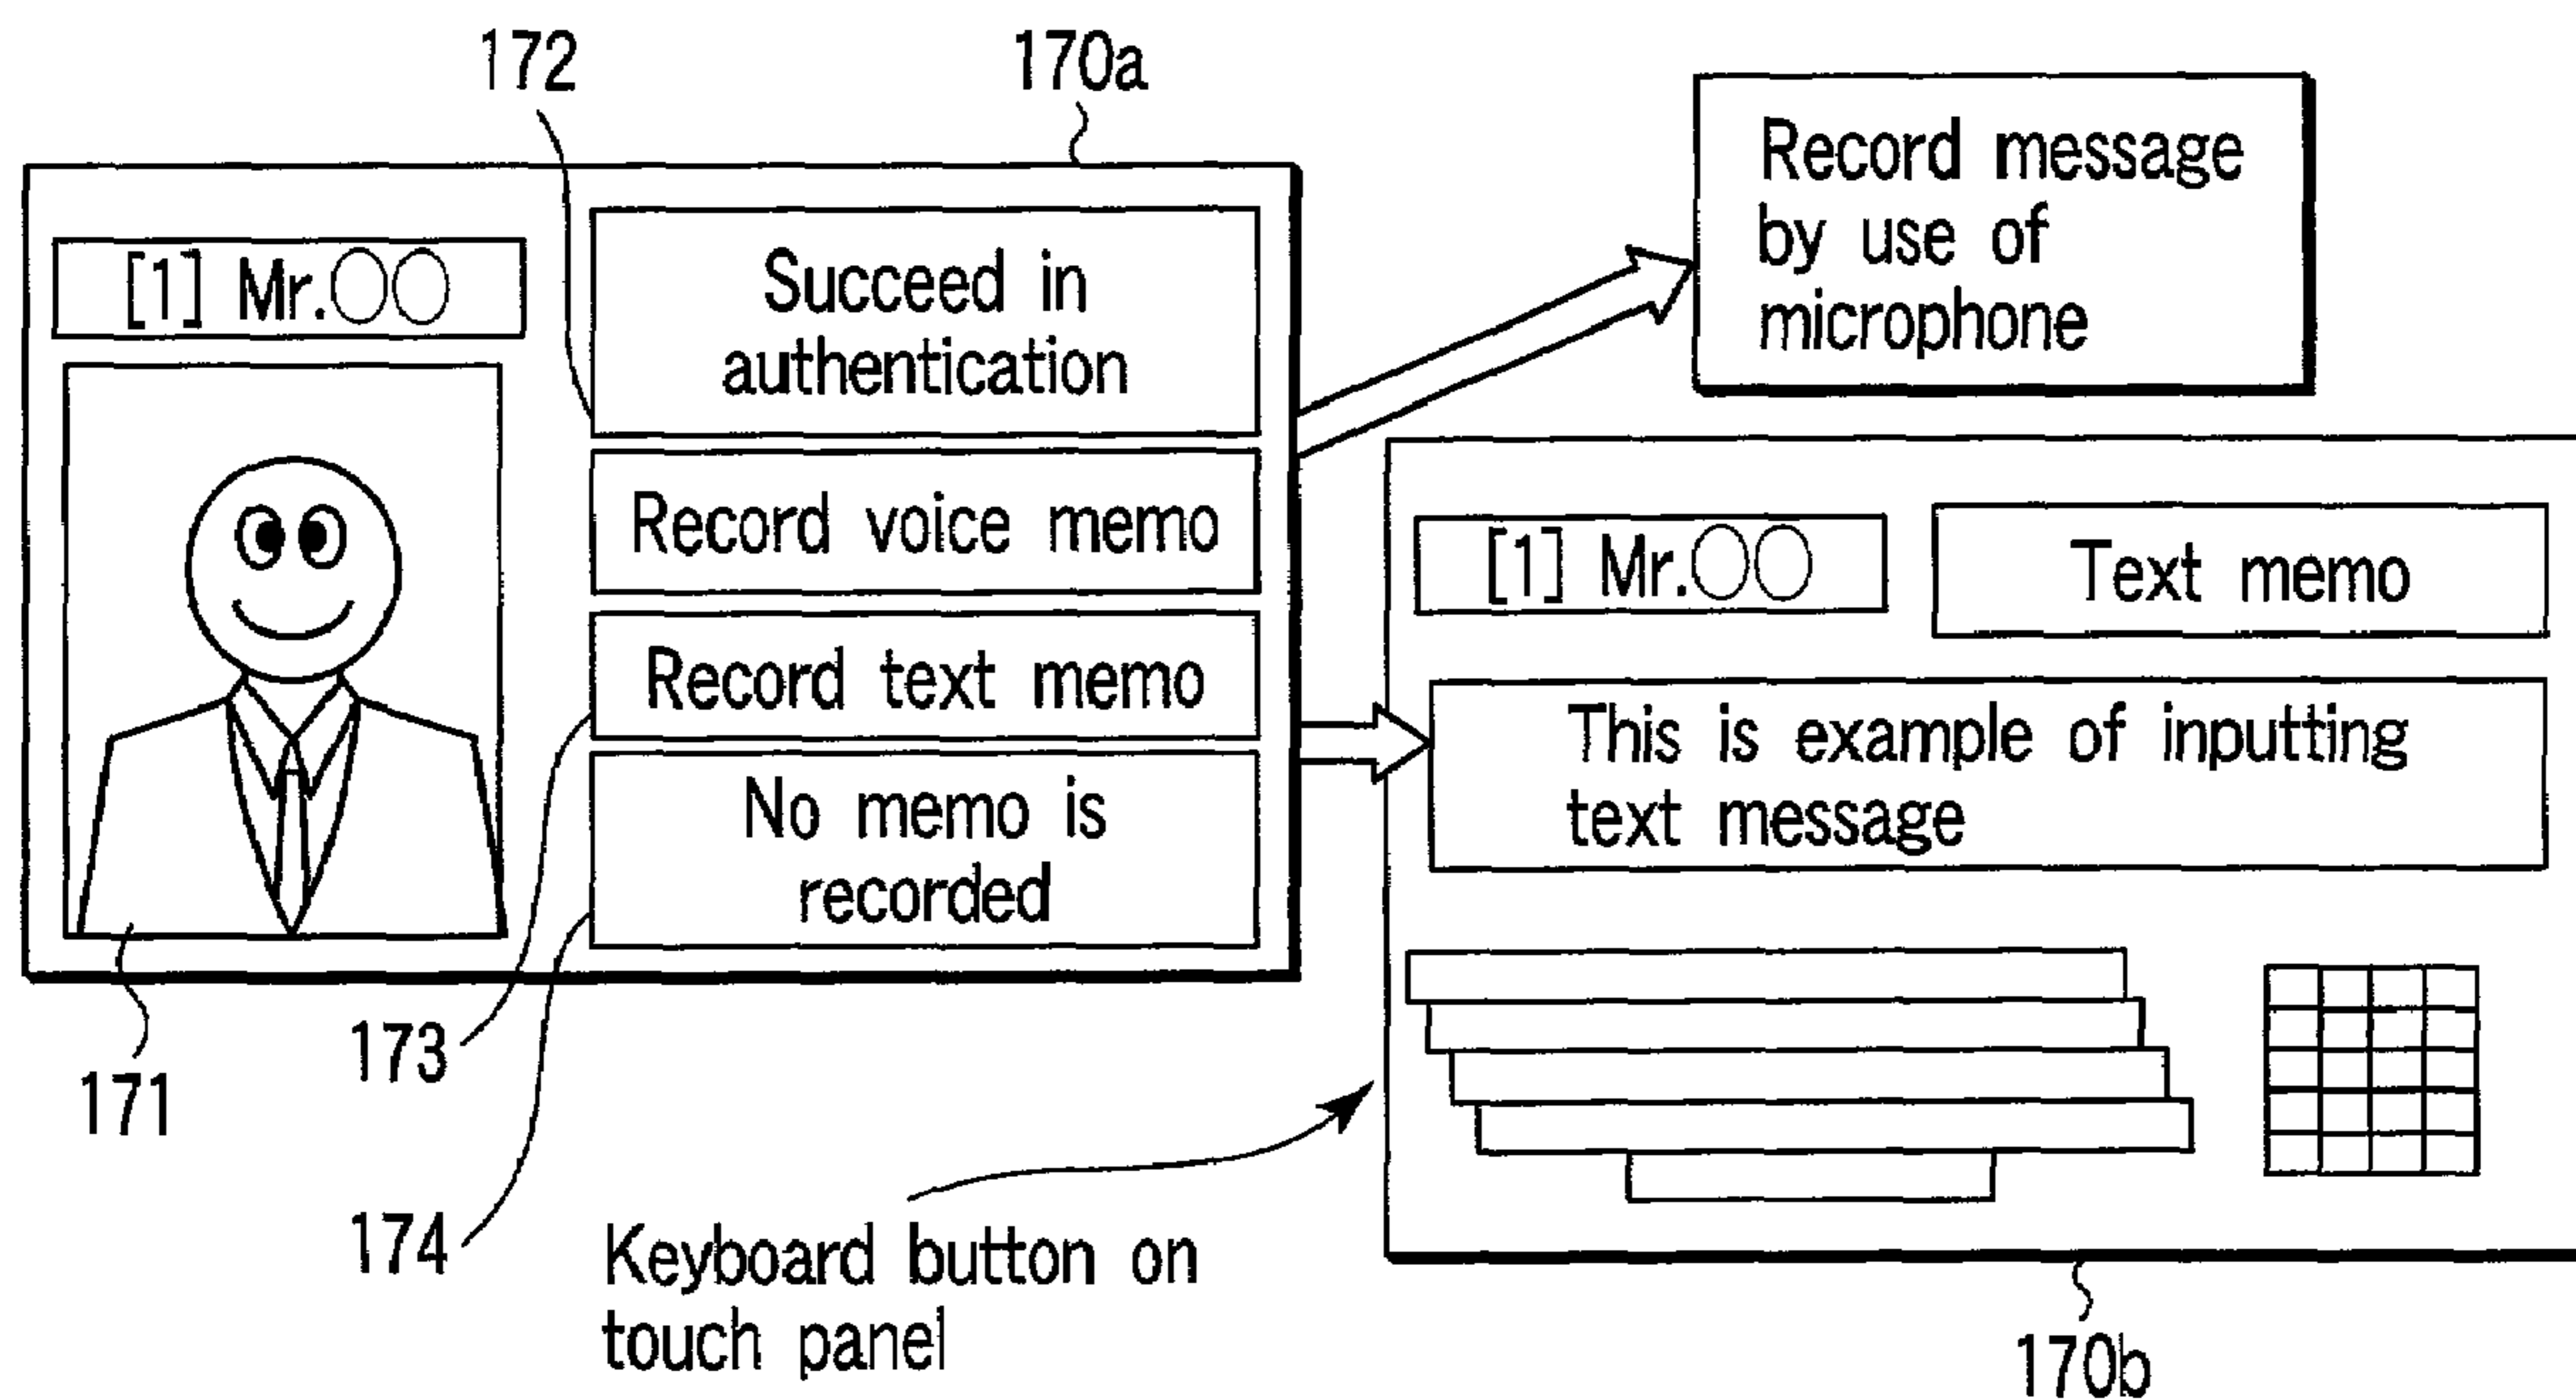 172
170a
[1] Mr.○○
Succeed in
authentication
Record voice memo
Record text memo
No memo is
recorded
171
173
174
Record message
by use of
microphone
[1] Mr.○○
Text memo
This is example of inputting
text message
Keyboard button on
touch panel
170b